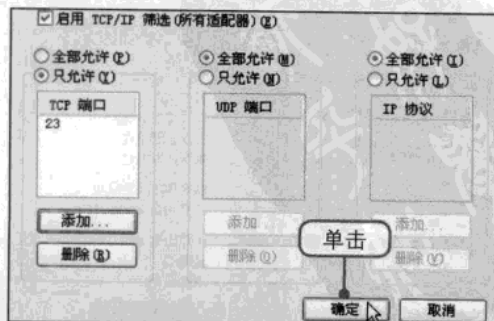 启用 TCP/IP 筛选(所有适配器)(E)
全部允许(P)
只允许(Y)
TCP 端口
23
添加...
删除(R)
全部允许(M)
只允许(N)
UDP 端口
添加
删除(O)
全部允许(I)
只允许(L)
IP 协议
添加...
删除(V)
单击
确定
取消